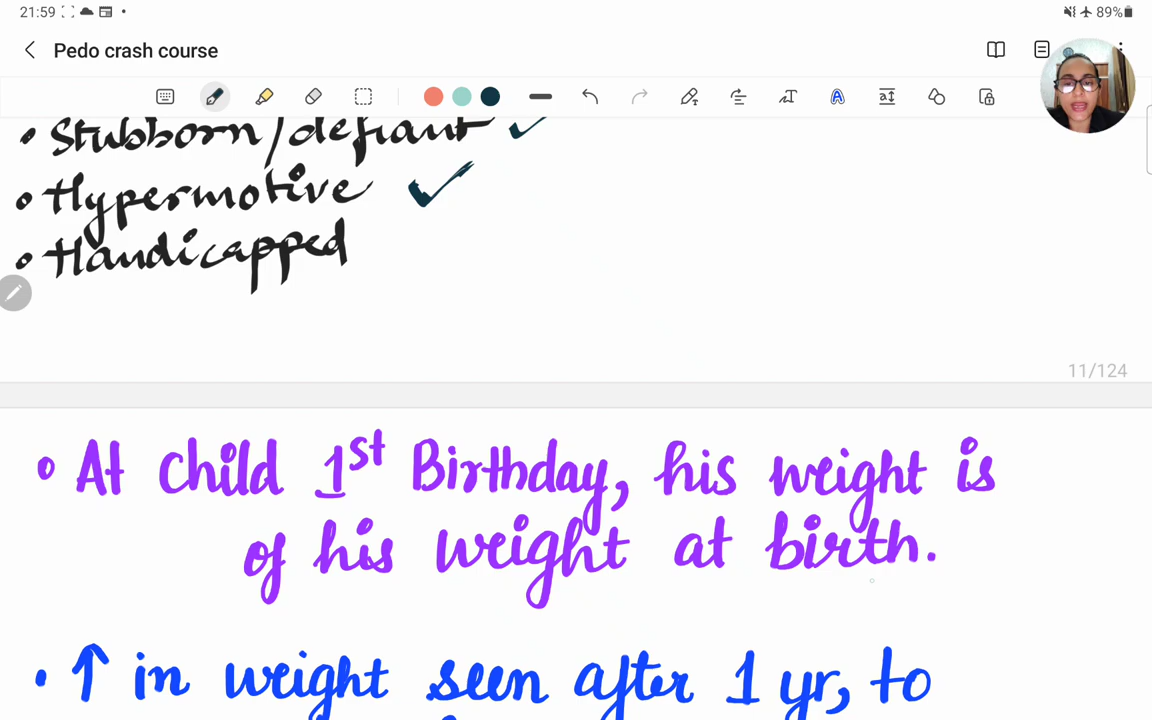 21:59
89%
Pedo crash course
• Stubborn/defiant ✓
• Hypermotive ✓
• Handicapped
11/124
• At child 1st Birthday, his weight is
of his weight at birth.
• ↑ in weight seen after 1 yr, to